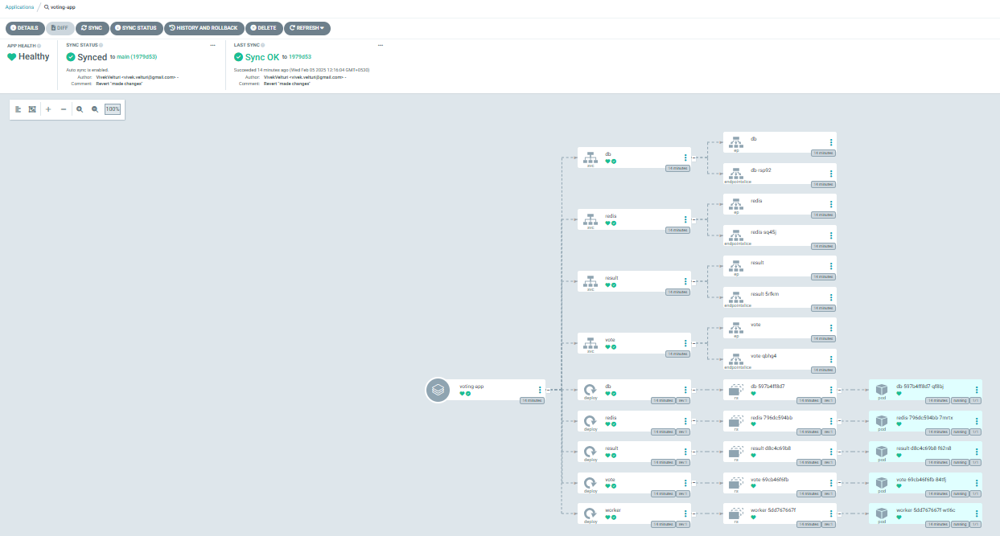 Applications / voting-app
DETAILS DIFF SYNC SYNC STATUS HISTORY AND ROLLBACK DELETE REFRESH
APP HEALTH
Healthy
SYNC STATUS
Synced to main (1979d53)
Auto sync is enabled.
Author: VivekVelturi <vivek.velturi@gmail.com> -
Comment: Revert "made changes"
LAST SYNC
Sync OK to 1979d53
Succeeded 14 minutes ago (Wed Feb 05 2025 12:16:04 GMT+0530)
Author: VivekVelturi <vivek.velturi@gmail.com> -
Comment: Revert "made changes"
100%
db
svc
14 minutes
db
ep
14 minutes
db-rsp92
endpointslice
14 minutes
redis
svc
14 minutes
redis
ep
14 minutes
redis-sq45j
endpointslice
14 minutes
result
svc
14 minutes
result
ep
14 minutes
result-5rfkm
endpointslice
14 minutes
vote
svc
14 minutes
vote
ep
14 minutes
vote-qbhg4
endpointslice
14 minutes
voting-app
14 minutes
db
deploy
14 minutes rev:1
db-597b4ff8d7
rs
14 minutes rev:1
db-597b4ff8d7-qf8bj
pod
14 minutes running 1/1
redis
deploy
14 minutes rev:1
redis-796dc594bb
rs
14 minutes rev:1
redis-796dc594bb-7mrtx
pod
14 minutes running 1/1
result
deploy
14 minutes rev:1
result-d8c4c69b8
rs
14 minutes rev:1
result-d8c4c69b8-f62n8
pod
14 minutes running 1/1
vote
deploy
14 minutes rev:1
vote-69cb46f6fb
rs
14 minutes rev:1
vote-69cb46f6fb-84tfj
pod
14 minutes running 1/1
worker
deploy
14 minutes rev:1
worker-5dd767667f
rs
14 minutes rev:1
worker-5dd767667f-wtl6c
pod
14 minutes running 1/1